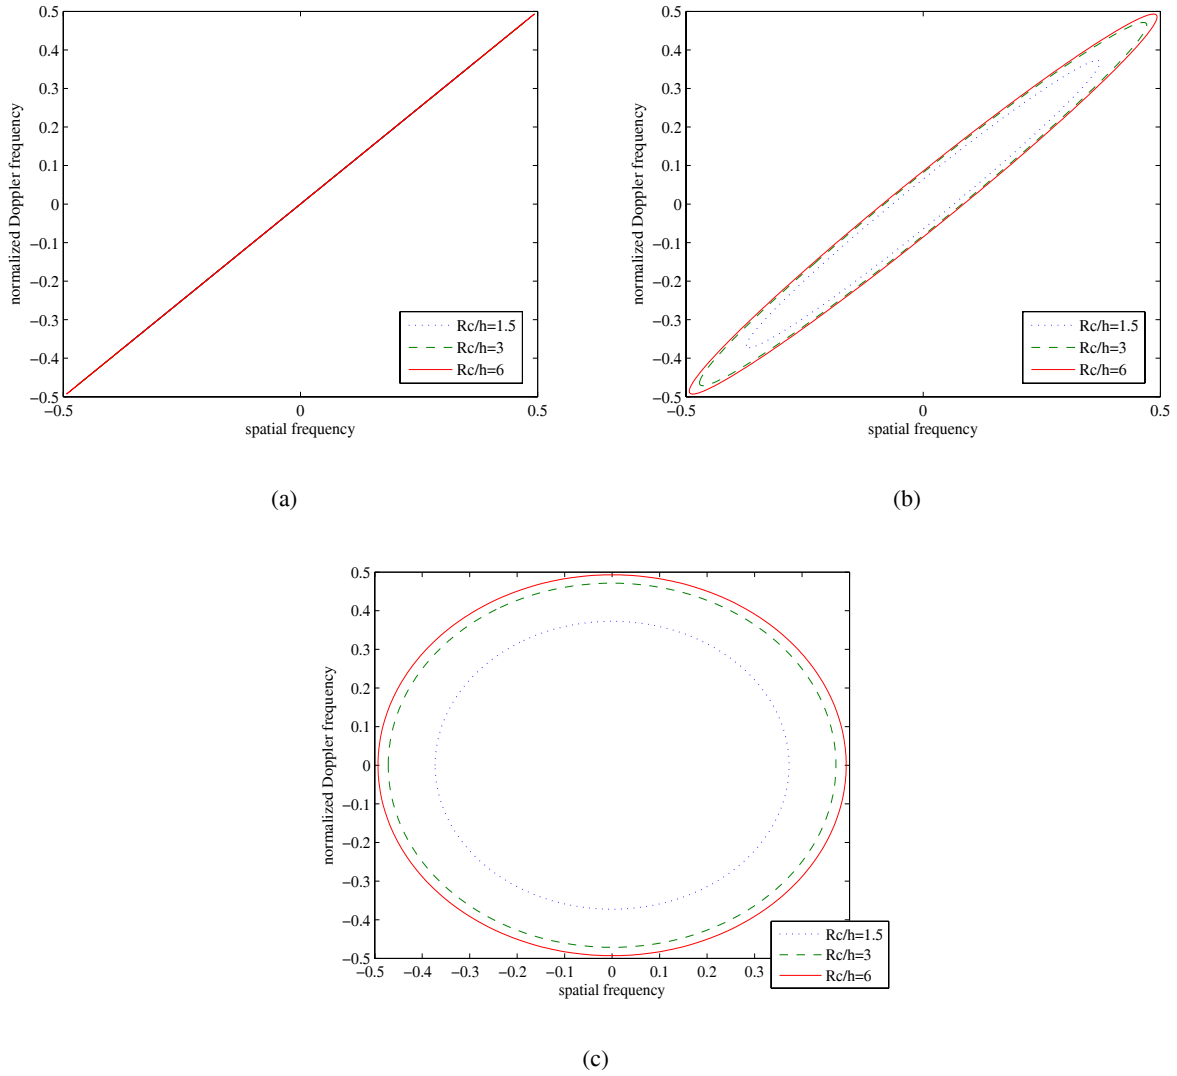 0.5
0.4
0.3
0.2
0.1
0
−0.1
−0.2
−0.3
−0.4
−0.5
−0.5 0 0.5
normalized Doppler frequency
spatial frequency
Rc/h=1.5
Rc/h=3
Rc/h=6
(a)
0.5
0.4
0.3
0.2
0.1
0
−0.1
−0.2
−0.3
−0.4
−0.5
−0.5 0 0.5
normalized Doppler frequency
spatial frequency
Rc/h=1.5
Rc/h=3
Rc/h=6
(b)
0.5
0.4
0.3
0.2
0.1
0
−0.1
−0.2
−0.3
−0.4
−0.5
−0.5 −0.4 −0.3 −0.2 −0.1 0 0.1 0.2 0.3
normalized Doppler frequency
spatial frequency
Rc/h=1.5
Rc/h=3
Rc/h=6
(c)